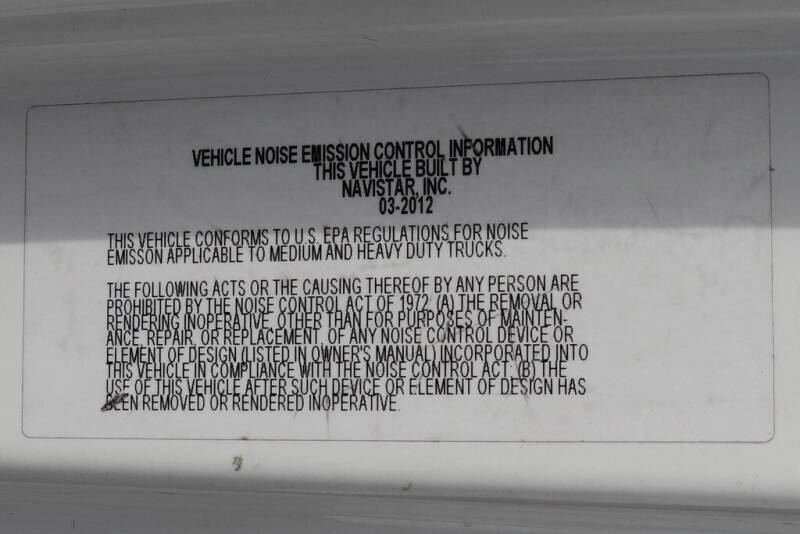 VEHICLE NOISE EMISSION CONTROL INFORMATION
THIS VEHICLE BUILT BY
NAVISTAR, INC.
03-2012
THIS VEHICLE CONFORMS TO U.S. EPA REGULATIONS FOR NOISE
EMISSON APPLICABLE TO MEDIUM AND HEAVY DUTY TRUCKS.
THE FOLLOWING ACTS OR THE CAUSING THEREOF BY ANY PERSON ARE
PROHIBITED BY THE NOISE CONTROL ACT OF 1972. (A) THE REMOVAL OR
RENDERING INOPERATIVE, OTHER THAN FOR PURPOSES OF MAINTEN-
ANCE, REPAIR, OR REPLACEMENT, OF ANY NOISE CONTROL DEVICE OR
ELEMENT OF DESIGN (LISTED IN OWNER'S MANUAL) INCORPORATED INTO
THIS VEHICLE IN COMPLIANCE WITH THE NOISE CONTROL ACT. (B) THE
USE OF THIS VEHICLE AFTER SUCH DEVICE OR ELEMENT OF DESIGN HAS
BEEN REMOVED OR RENDERED INOPERATIVE.